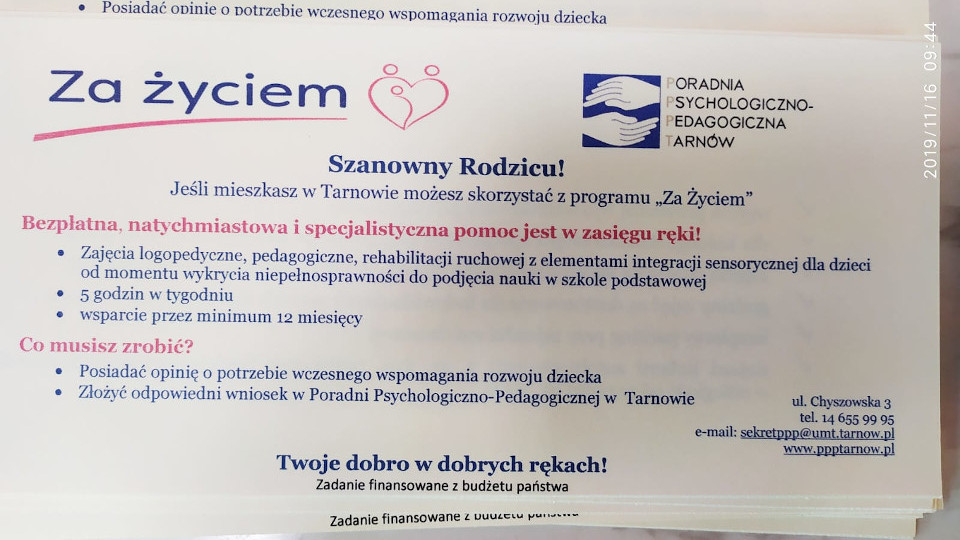 Posiadać opinię o potrzebie wczesnego wspomagania rozwoju dziecka
Za życiem
PORADNIA
PSYCHOLOGICZNO-
PEDAGOGICZNA
TARNÓW
2019/11/16 09:44
Szanowny Rodzicu!
Jeśli mieszkasz w Tarnowie możesz skorzystać z programu „Za Życiem”
Bezpłatna, natychmiastowa i specjalistyczna pomoc jest w zasięgu ręki!
• Zajęcia logopedyczne, pedagogiczne, rehabilitacji ruchowej z elementami integracji sensorycznej dla dzieci
od momentu wykrycia niepełnosprawności do podjęcia nauki w szkole podstawowej
• 5 godzin w tygodniu
• wsparcie przez minimum 12 miesięcy
Co musisz zrobić?
• Posiadać opinię o potrzebie wczesnego wspomagania rozwoju dziecka
• Złożyć odpowiedni wniosek w Poradni Psychologiczno-Pedagogicznej w Tarnowie
ul. Chyszowska 3
tel. 14 655 99 95
e-mail: sekretppp@umt.tarnow.pl
www.ppptarnow.pl
Twoje dobro w dobrych rękach!
Zadanie finansowane z budżetu państwa
Zadanie finansowane z budżetu państwa